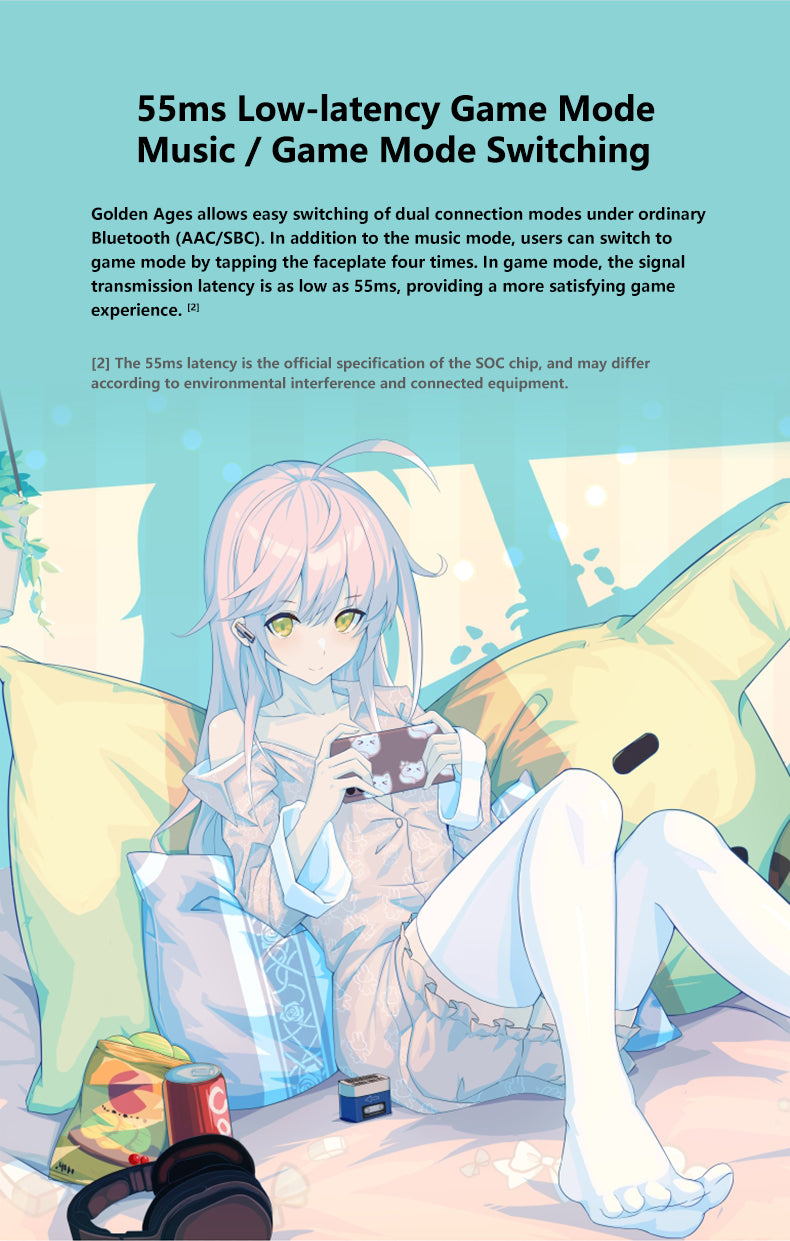 55ms Low-latency Game Mode
Music / Game Mode Switching
Golden Ages allows easy switching of dual connection modes under ordinary
Bluetooth (AAC/SBC). In addition to the music mode, users can switch to
game mode by tapping the faceplate four times. In game mode, the signal
transmission latency is as low as 55ms, providing a more satisfying game
experience. [2]
[2] The 55ms latency is the official specification of the SOC chip, and may differ
according to environmental interference and connected equipment.